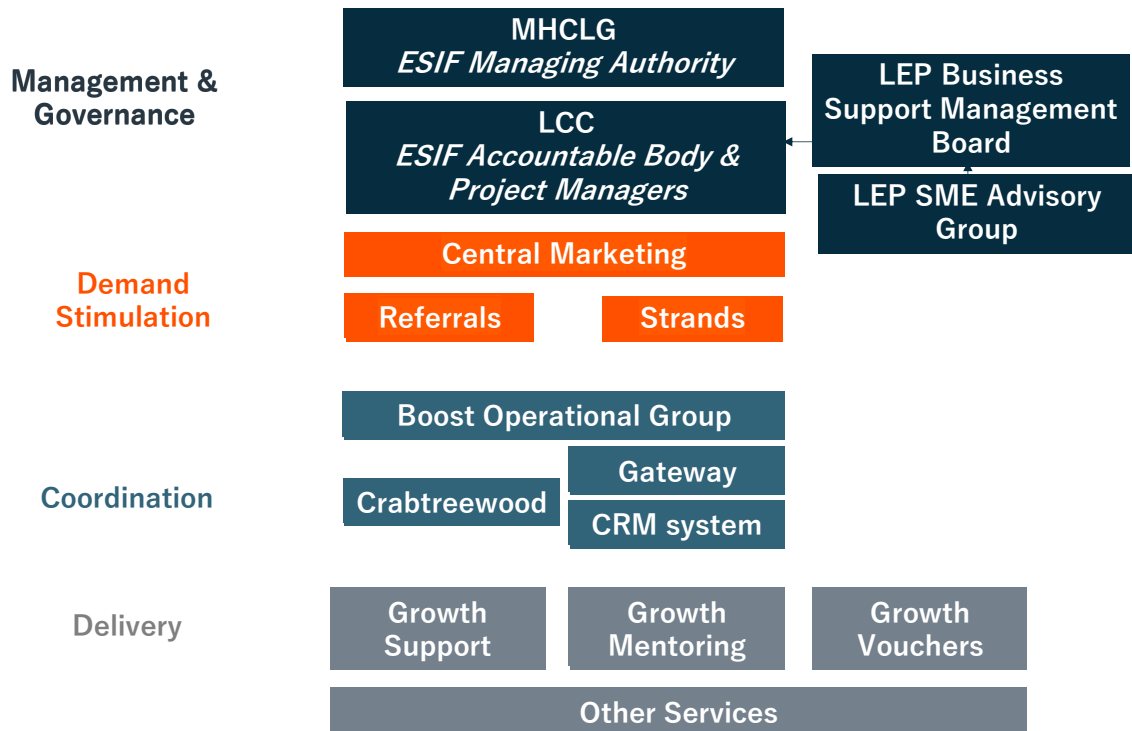 Management &
Governance
MHCLG
ESIF Managing Authority
LCC
ESIF Accountable Body &
Project Managers
LEP Business
Support Management
Board
LEP SME Advisory
Group
Demand
Stimulation
Central Marketing
Referrals
Strands
Coordination
Boost Operational Group
Crabtreewood
Gateway
CRM system
Delivery
Growth
Support
Growth
Mentoring
Growth
Vouchers
Other Services